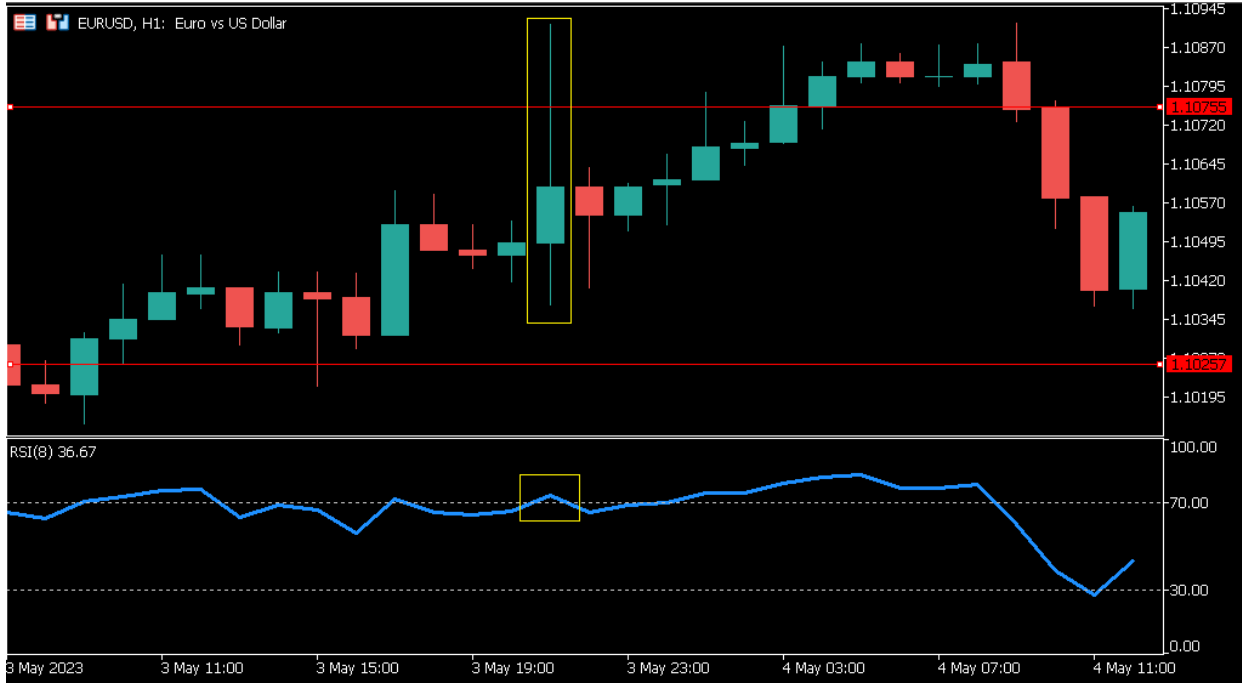 EURUSD, H1: Euro vs US Dollar
1.10945
1.10870
1.10795
1.10755
1.10720
1.10645
1.10570
1.10495
1.10420
1.10345
1.10257
1.10195
RSI(8) 36.67
100.00
70.00
30.00
0.00
3 May 2023
3 May 11:00
3 May 15:00
3 May 19:00
3 May 23:00
4 May 03:00
4 May 07:00
4 May 11:00